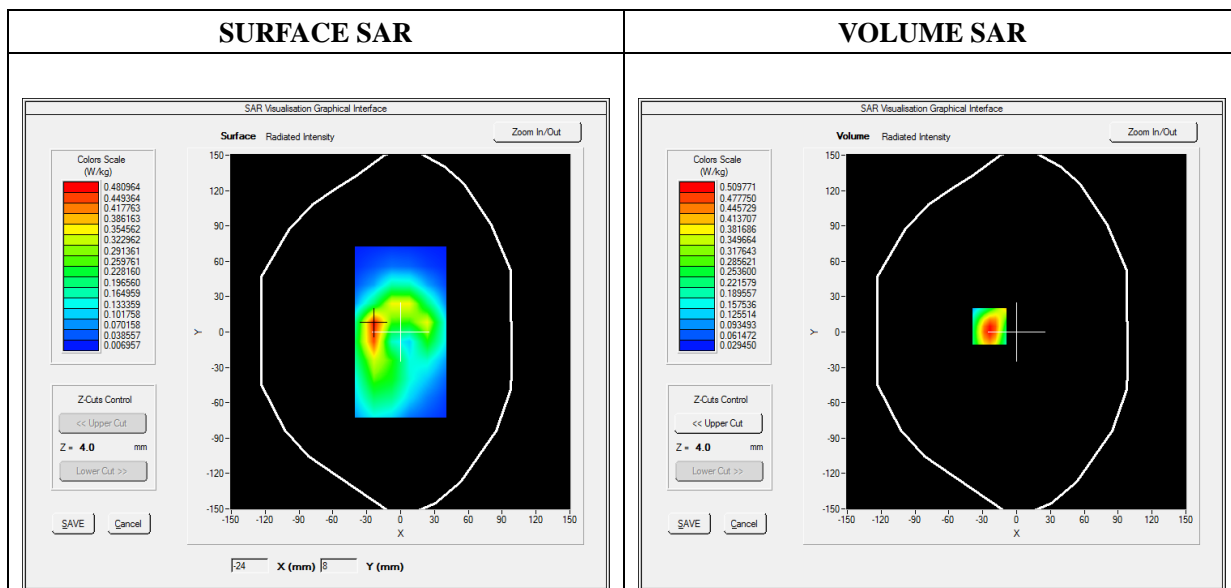 SURFACE SAR
SAR Visualisation Graphical Interface
Surface Radiated Intensity
Zoom In/Out
Colors Scale
(W/kg)
0.480964
0.449364
0.417763
0.386163
0.354562
0.322962
0.291361
0.259761
0.228160
0.196560
0.164959
0.133359
0.101758
0.070158
0.038557
0.006957
Z-Cuts Control
<< Upper Cut
Z = 4.0 mm
Lower Cut >>
SAVE Cancel
150
120
90
60
30
0
-30
-60
-90
-120
-150
Y
-150 -120 -90 -60 -30 0 30 60 90 120 150
X
-24 X (mm) 8 Y (mm)
VOLUME SAR
SAR Visualisation Graphical Interface
Volume Radiated Intensity
Zoom In/Out
Colors Scale
(W/kg)
0.509771
0.477750
0.445729
0.413707
0.381686
0.349664
0.317643
0.285621
0.253600
0.221579
0.189557
0.157536
0.125514
0.093493
0.061472
0.029450
Z-Cuts Control
<< Upper Cut
Z = 4.0 mm
Lower Cut >>
SAVE Cancel
150
120
90
60
30
0
-30
-60
-90
-120
-150
Y
-150 -120 -90 -60 -30 0 30 60 90 120 150
X